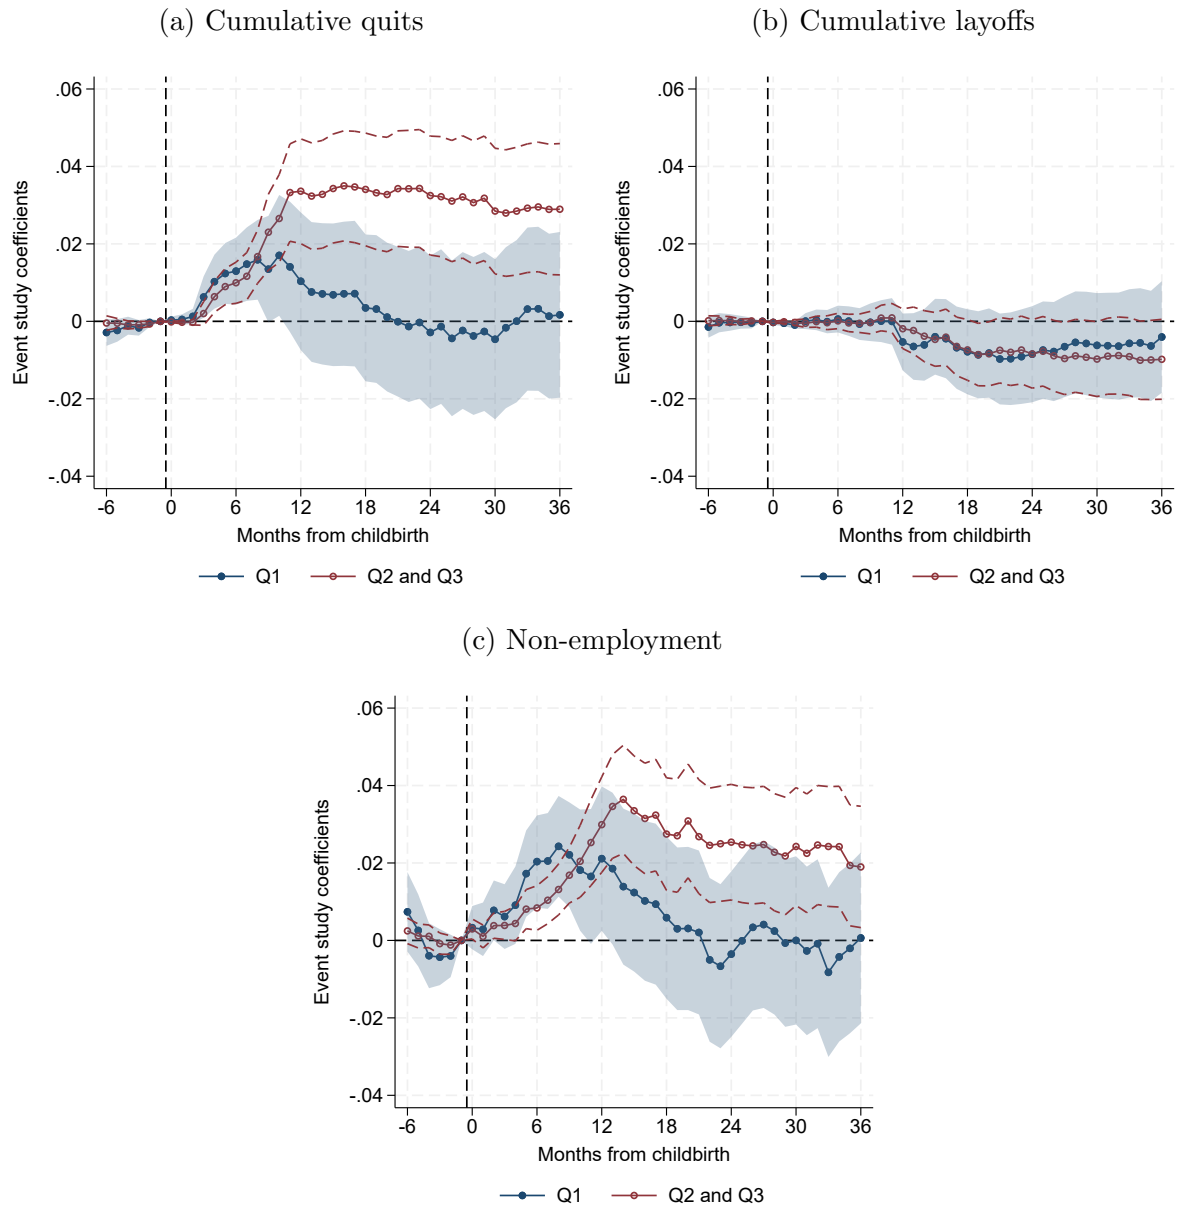 (a) Cumulative quits
.06
.04
.02
0
-.02
-.04
Event study coefficients
-6 0 6 12 18 24 30 36
Months from childbirth
Q1 Q2 and Q3
(b) Cumulative layoffs
.06
.04
.02
0
-.02
-.04
Event study coefficients
-6 0 6 12 18 24 30 36
Months from childbirth
Q1 Q2 and Q3
(c) Non-employment
.06
.04
.02
0
-.02
-.04
Event study coefficients
-6 0 6 12 18 24 30 36
Months from childbirth
Q1 Q2 and Q3